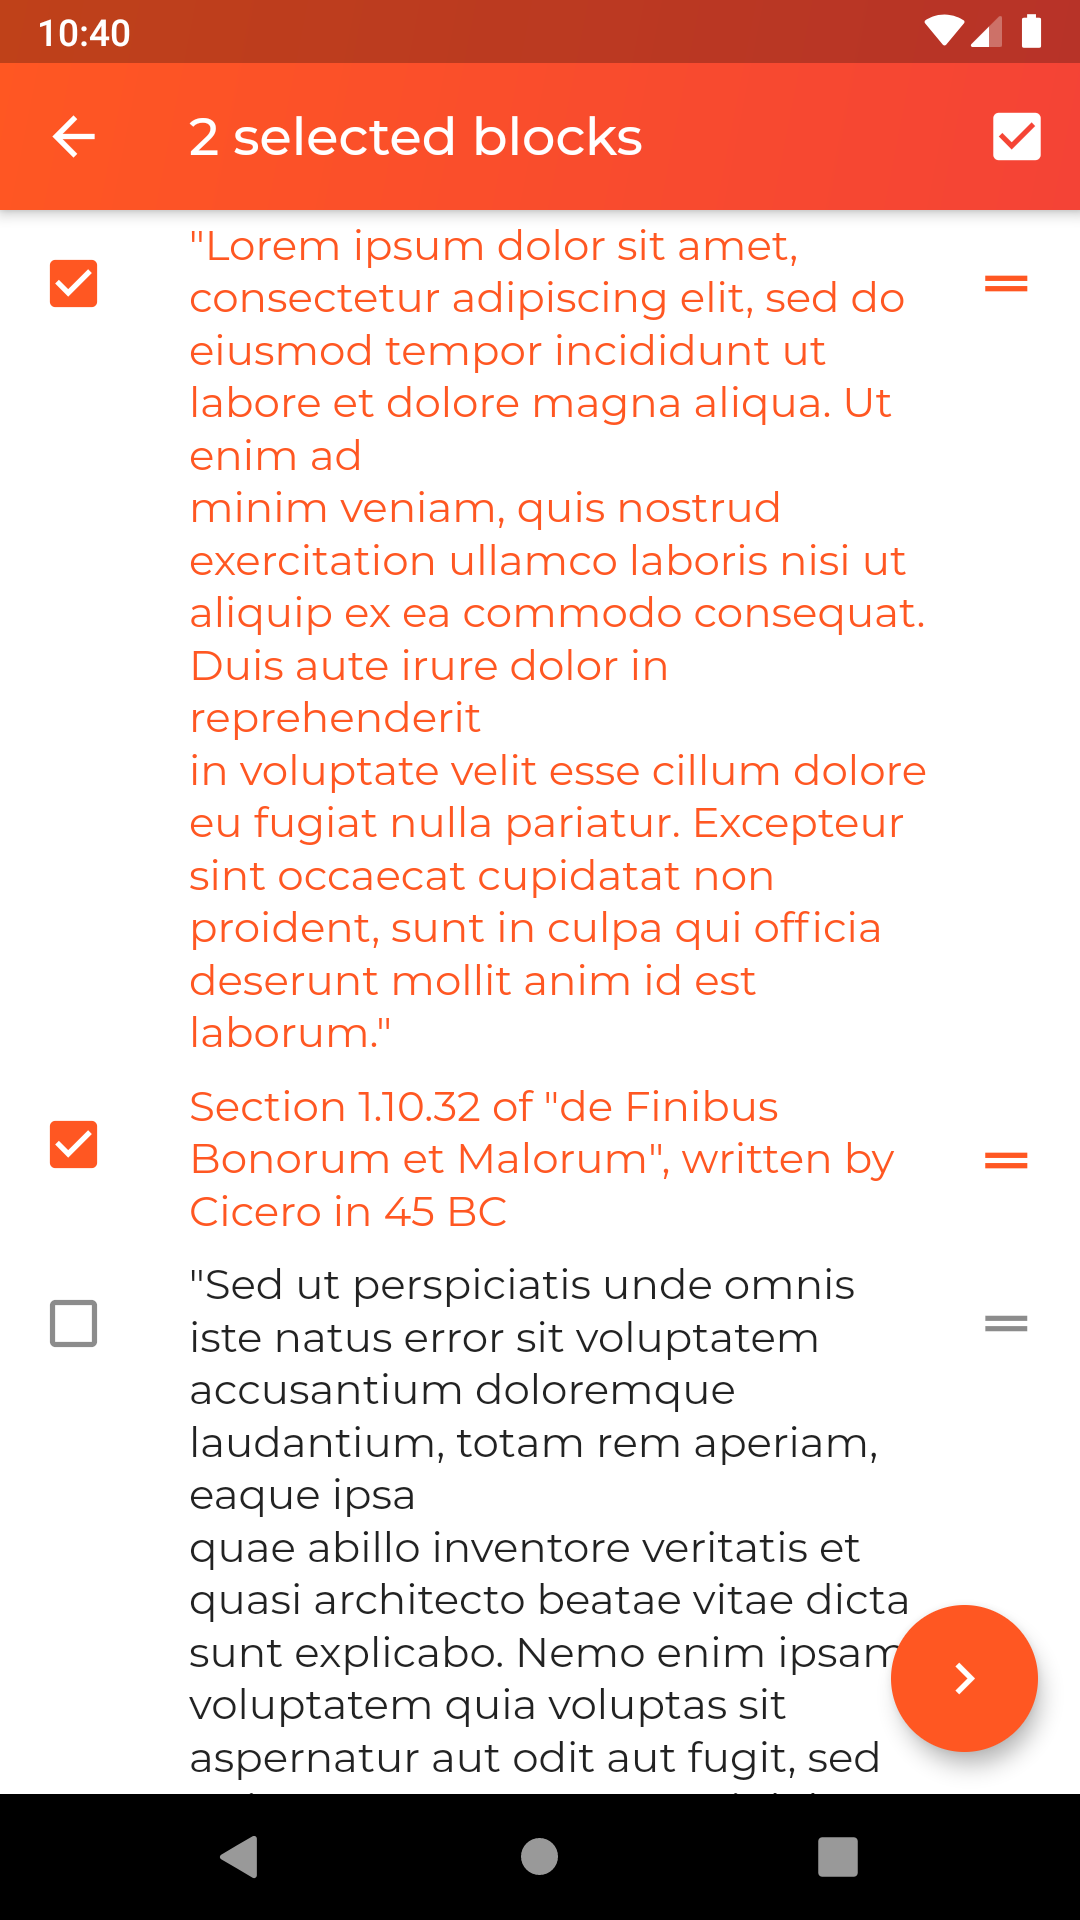 10:40
2 selected blocks
"Lorem ipsum dolor sit amet,
consectetur adipiscing elit, sed do
eiusmod tempor incididunt ut
labore et dolore magna aliqua. Ut
enim ad
minim veniam, quis nostrud
exercitation ullamco laboris nisi ut
aliquip ex ea commodo consequat.
Duis aute irure dolor in
reprehenderit
in voluptate velit esse cillum dolore
eu fugiat nulla pariatur. Excepteur
sint occaecat cupidatat non
proident, sunt in culpa qui officia
deserunt mollit anim id est
laborum."
Section 1.10.32 of "de Finibus
Bonorum et Malorum", written by
Cicero in 45 BC
"Sed ut perspiciatis unde omnis
iste natus error sit voluptatem
accusantium doloremque
laudantium, totam rem aperiam,
eaque ipsa
quae abillo inventore veritatis et
quasi architecto beatae vitae dicta
sunt explicabo. Nemo enim ipsam
voluptatem quia voluptas sit
aspernatur aut odit aut fugit, sed